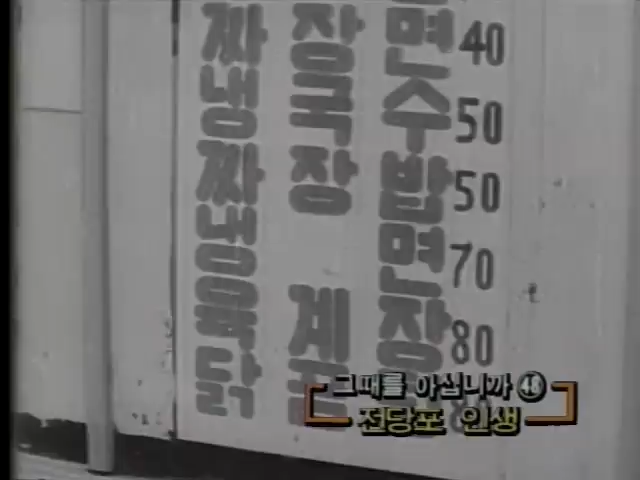 짜장면 40
냉국수 50
짜장밥 50
냉면 70
육계장 80
닭곰
그때를 아십니까 48
전당포 인생